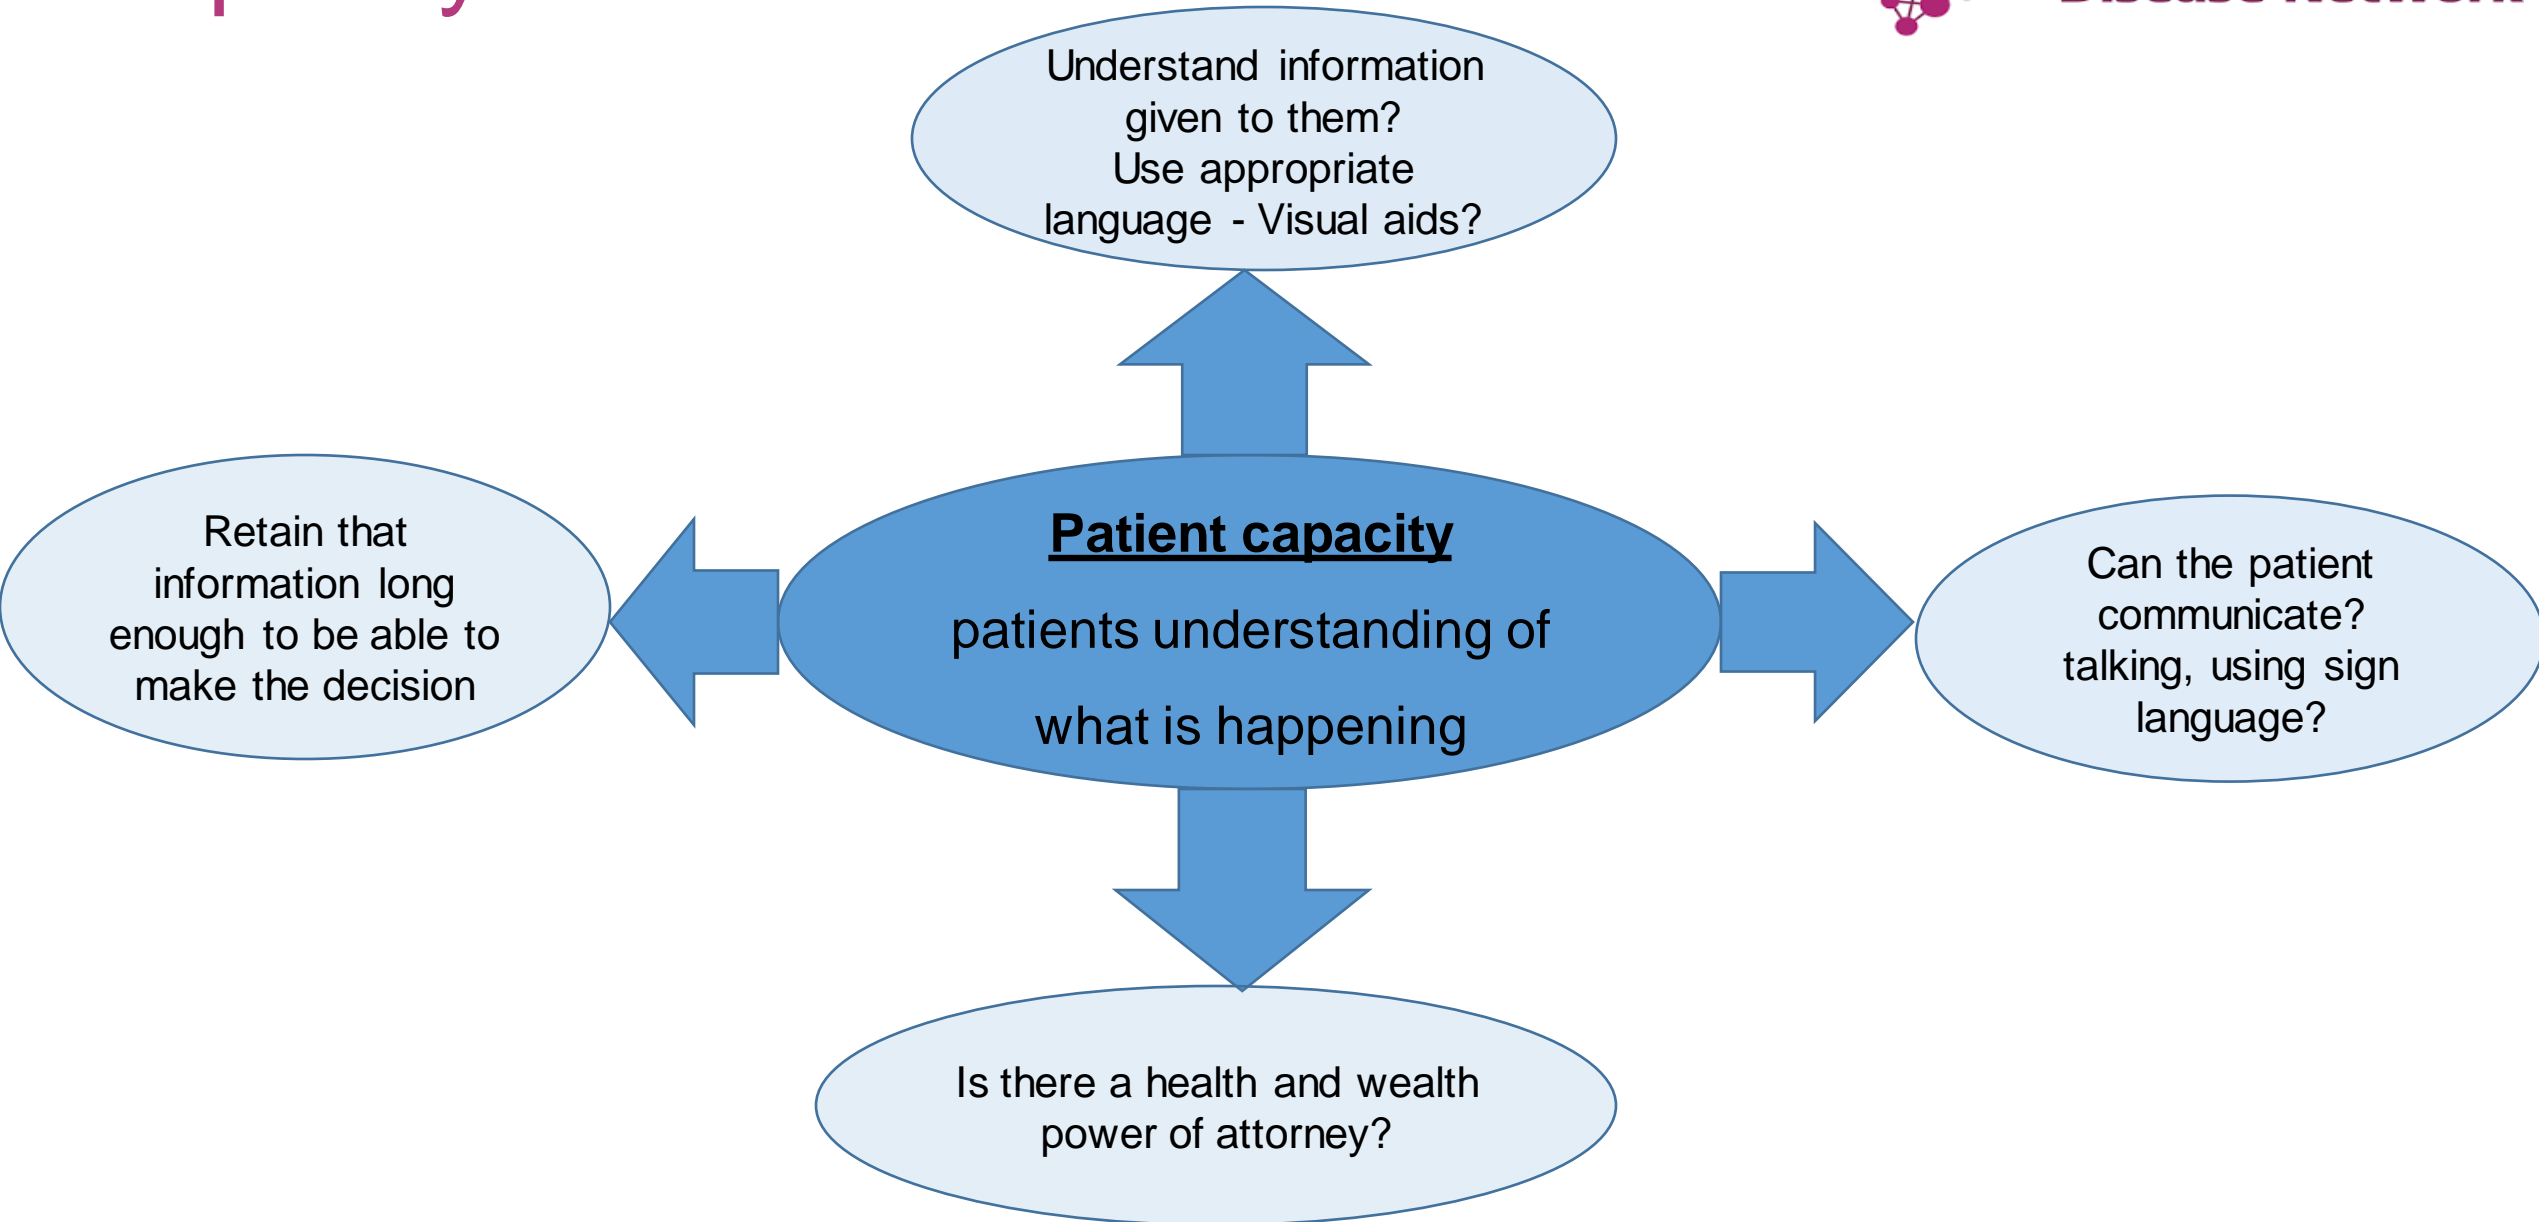 Understand information
given to them?
Use appropriate
language - Visual aids?
Retain that
information long
enough to be able to
make the decision
Patient capacity
patients understanding of
what is happening
Can the patient
communicate?
talking, using sign
language?
Is there a health and wealth
power of attorney?